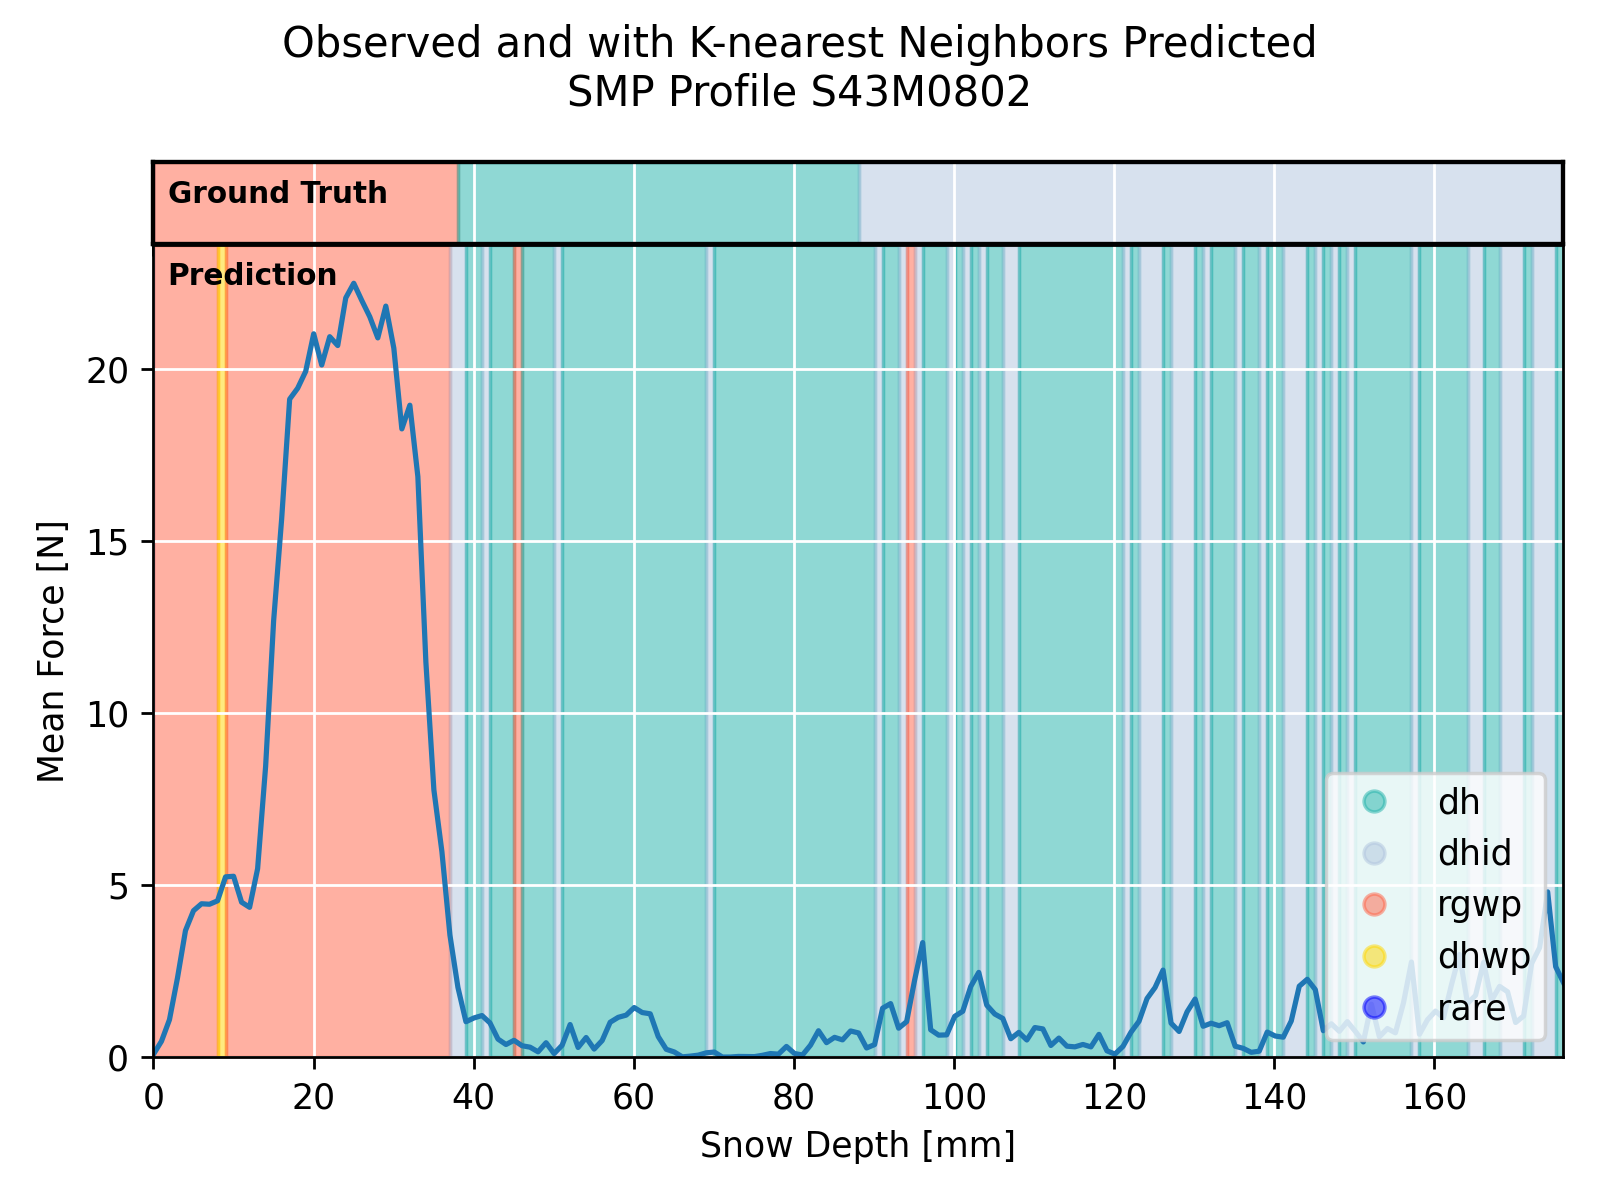 Observed and with K-nearest Neighbors Predicted
SMP Profile S43M0802
Ground Truth
Prediction
20
15
10
5
0
Mean Force [N]
dh
dhid
rgwp
dhwp
rare
0 20 40 60 80 100 120 140 160
Snow Depth [mm]